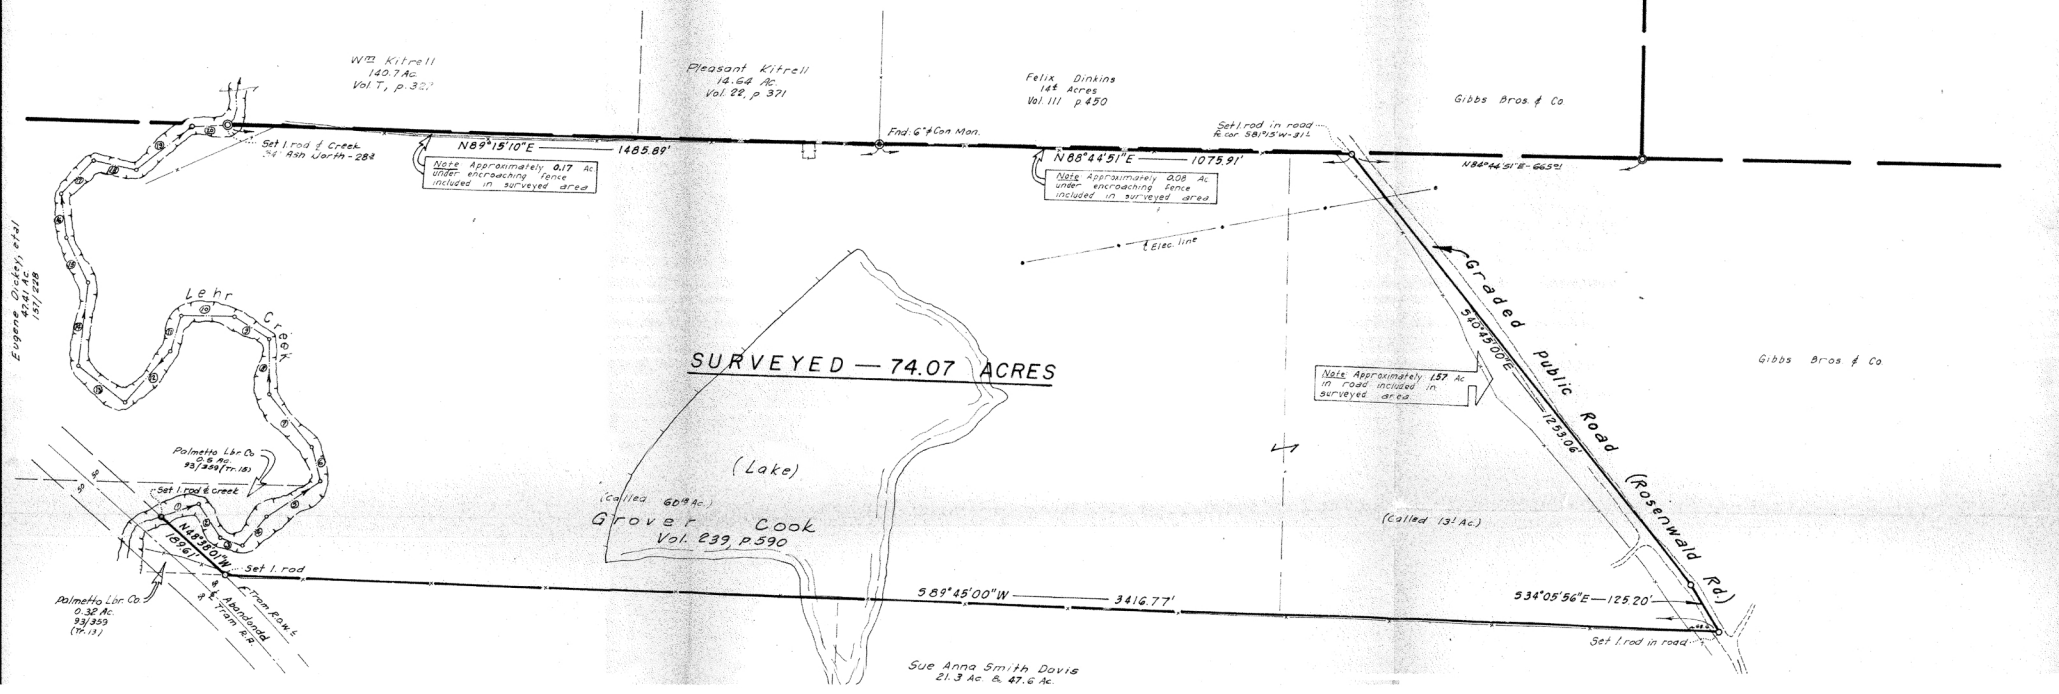 Wm Kitrell
140.7 Ac.
Vol. T, p. 322
Pleasant Kitrell
14.64 Ac.
Vol. 22, p 371
Felix Dinkins
14± Acres
Vol. 111 p 450
Gibbs Bros. & Co.
Fnd. 6"ϕ Con. Mon.
Set I. rod in road
Set I. rod ₵ Creek
Ash North - 28
N89°15'10"E 1485.89'
N88°44'51"E 1075.91'
Note Approximately 0.17 Ac.
under encroaching fence
included in surveyed area
Note Approximately 0.08 Ac
under encroaching fence
included in surveyed area
Eugene Dickey, etal
47.41 Ac.
157/228
₵ Elec. line
Lehr Creek
Graded Public Road (Rosenwald Rd)
S40°45'00"E 1253.06'
SURVEYED — 74.07 ACRES
Gibbs Bros & Co.
Note Approximately 1.57 Ac
in road included in
surveyed area.
Palmetto Lbr. Co
0.6 Ac.
93/359 (Tr. 15)
Set I. rod ₵ creek
(Lake)
(Called 60 Ac.)
Grover Cook
Vol. 239, p 590
(Called 13 Ac.)
N48°38'01"W
189.61'
Set I. rod
S89°45'00"W 3416.77'
S34°05'56"E — 125.20'
Palmetto Lbr. Co.
0.32 Ac.
93/359
(Tr. 13)
50
50
Tram R.O.W.
Abandoned
Tram R.R.
Set I. rod in road
Sue Anna Smith Davis
21.3 Ac. & 47.6 Ac.